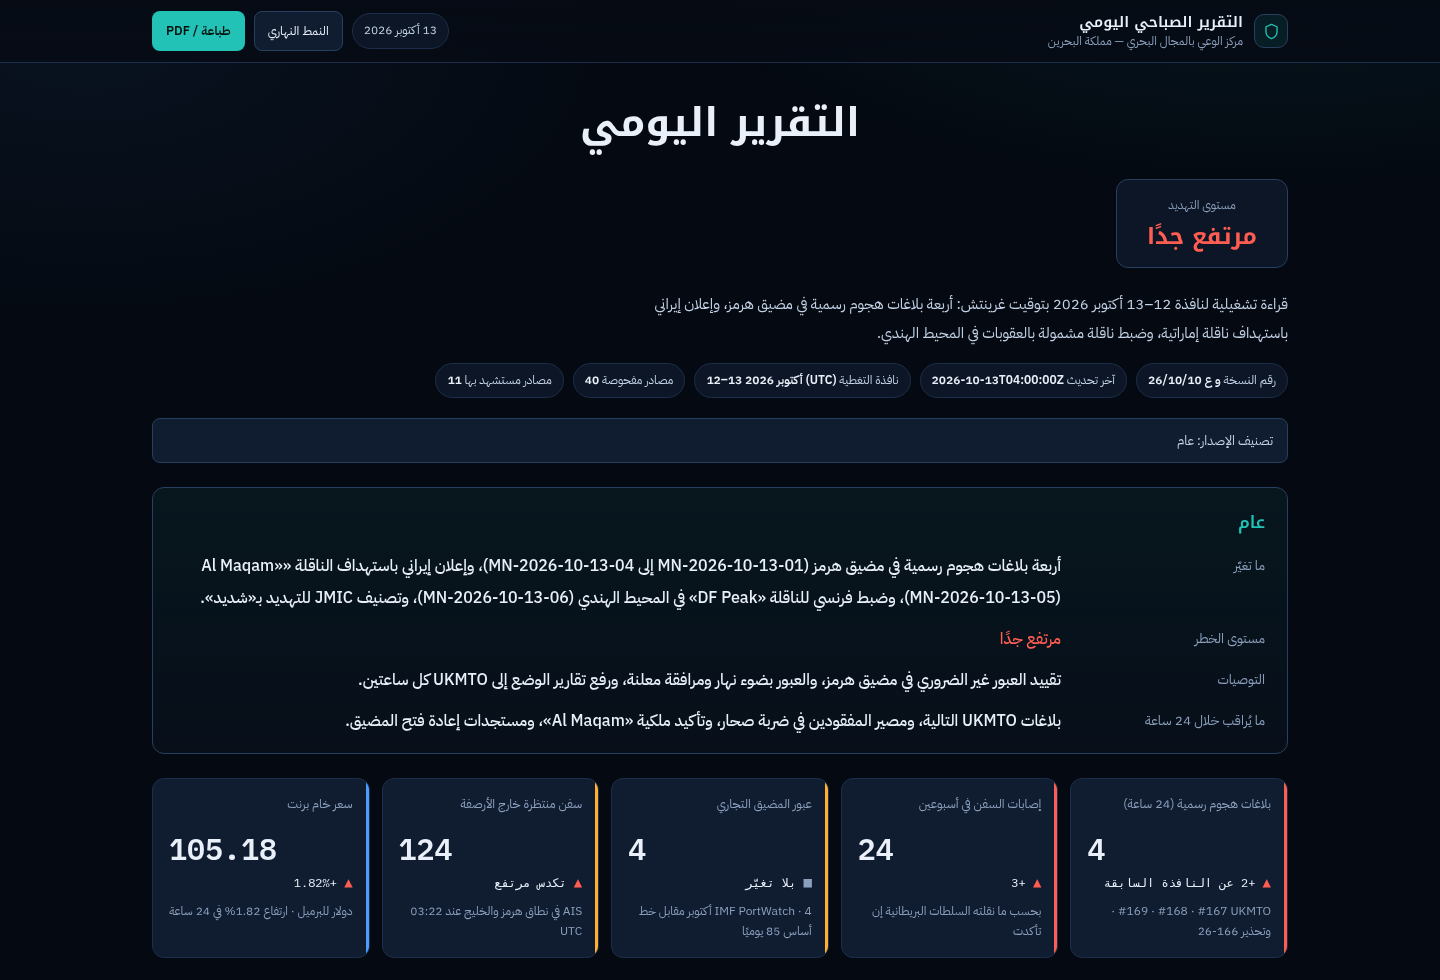 التقرير الصباحي اليومي
مركز الوعي بالمجال البحري — مملكة البحرين
13 أكتوبر 2026
النمط النهاري
طباعة / PDF
التقرير اليومي
مستوى التهديد
مرتفع جدًا
قراءة تشغيلية لنافذة 12–13 أكتوبر 2026 بتوقيت غرينتش: أربعة بلاغات هجوم رسمية في مضيق هرمز، وإعلان إيراني
باستهداف ناقلة إماراتية، وضبط ناقلة مشمولة بالعقوبات في المحيط الهندي.
رقم النسخة و ع 26/10/10
آخر تحديث 2026-10-13T04:00:00Z
نافذة التغطية 12–13 أكتوبر 2026 (UTC)
مصادر مفحوصة 40
مصادر مستشهد بها 11
تصنيف الإصدار: عام
عام
ما تغيّر
أربعة بلاغات هجوم رسمية في مضيق هرمز (MN-2026-10-13-01 إلى MN-2026-10-13-04)، وإعلان إيراني باستهداف الناقلة «Al Maqam»
(MN-2026-10-13-05)، وضبط فرنسي للناقلة «DF Peak» في المحيط الهندي (MN-2026-10-13-06)، وتصنيف JMIC للتهديد بـ«شديد».
مستوى الخطر
مرتفع جدًا
التوصيات
تقييد العبور غير الضروري في مضيق هرمز، والعبور بضوء نهار ومرافقة معلنة، ورفع تقارير الوضع إلى UKMTO كل ساعتين.
ما يُراقب خلال 24 ساعة
بلاغات UKMTO التالية، ومصير المفقودين في ضربة صحار، وتأكيد ملكية «Al Maqam»، ومستجدات إعادة فتح المضيق.
بلاغات هجوم رسمية (24 ساعة)
4
▲ +2 عن النافذة السابقة
UKMTO #167 · #168 · #169 ·
وتحذير 166-26
إصابات السفن في أسبوعين
24
▲ +3
بحسب ما نقلته السلطات البريطانية إن
تأكدت
عبور المضيق التجاري
4
■ بلا تغيّر
IMF PortWatch · 4 أكتوبر مقابل خط
أساس 85 يوميًا
سفن منتظرة خارج الأرصفة
124
▲ تكدس مرتفع
AIS في نطاق هرمز والخليج عند 03:22
UTC
سعر خام برنت
105.18
▲ +1.82%
دولار للبرميل · ارتفاع 1.82% في 24 ساعة